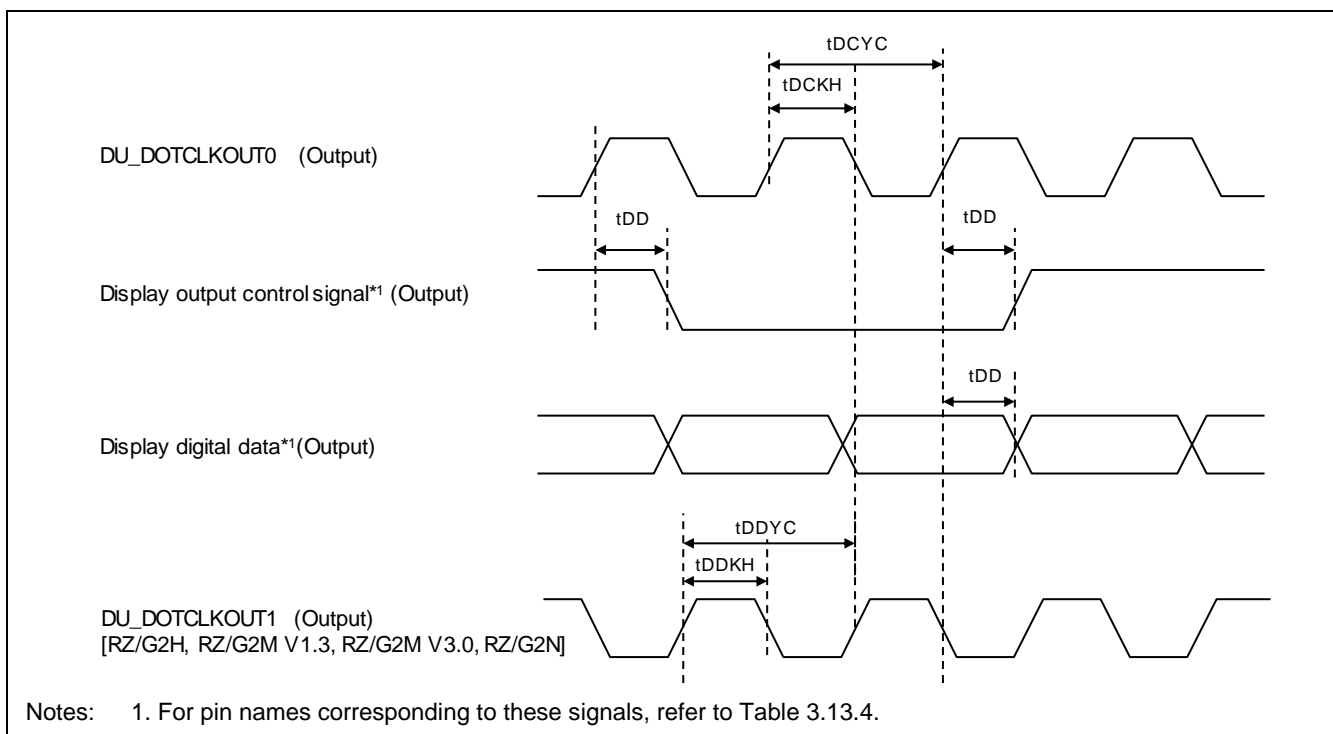 tDCYC
tDCKH
DU_DOTCLKOUT0 (Output)
tDD
tDD
Display output control signal*1 (Output)
tDD
Display digital data*1(Output)
tDDYC
tDDKH
DU_DOTCLKOUT1 (Output)
[RZ/G2H, RZ/G2M V1.3, RZ/G2M V3.0, RZ/G2N]
Notes: 1. For pin names corresponding to these signals, refer to Table 3.13.4.